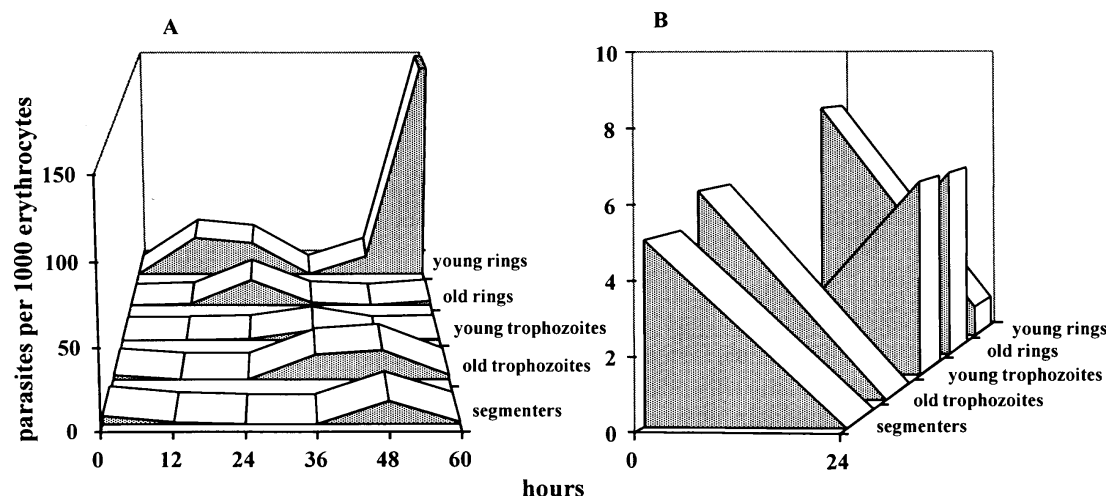 A
B
parasites per 1000 erythrocytes
150
100
50
0
0
12
24
36
48
60
young rings
old rings
young trophozoites
old trophozoites
segmenters
10
8
6
4
2
0
0
24
young rings
old rings
young trophozoites
old trophozoites
segmenters
hours